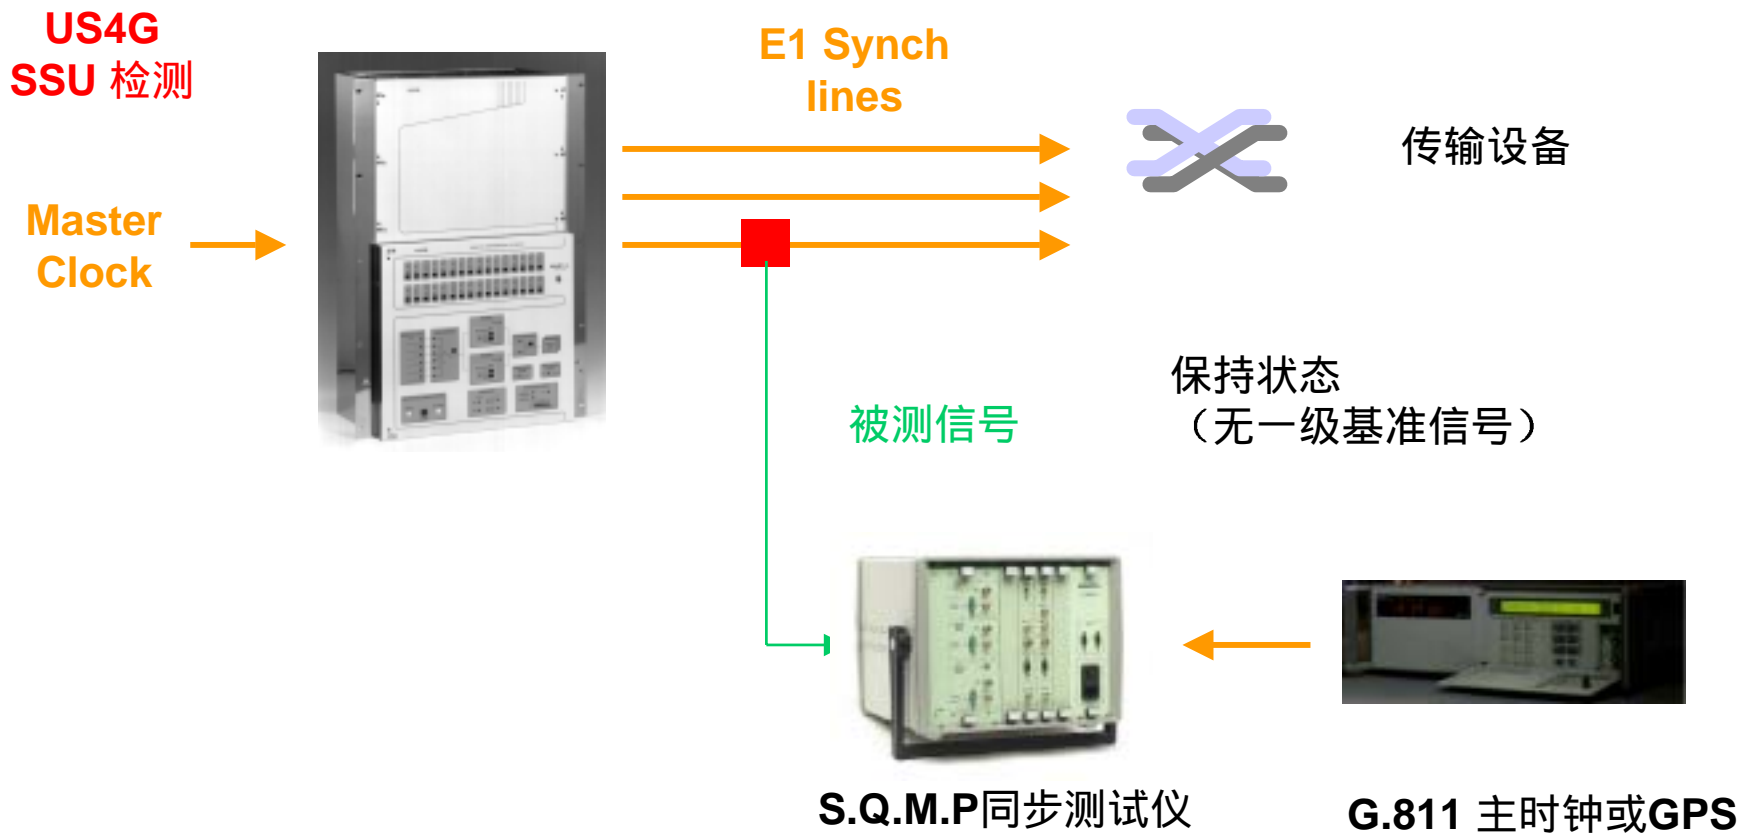 US4G
SSU 检测
E1 Synch
lines
传输设备
Master
Clock
保持状态
（无一级基准信号）
被测信号
S.Q.M.P同步测试仪
G.811 主时钟或GPS